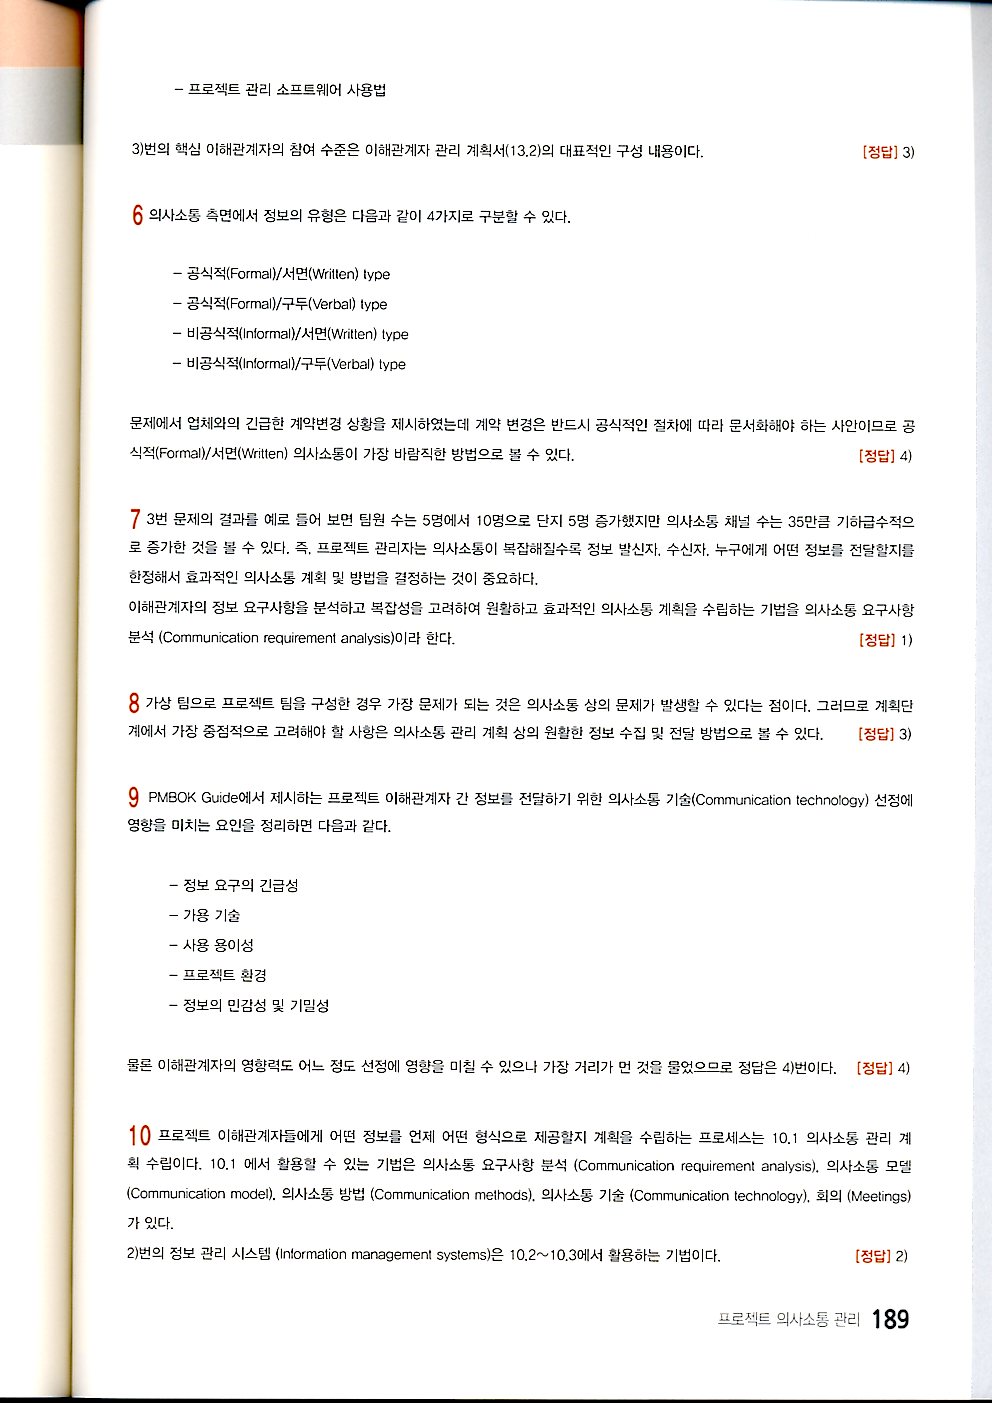 – 프로젝트 관리 소프트웨어 사용법
3)번의 핵심 이해관계자의 참여 수준은 이해관계자 관리 계획서(13.2)의 대표적인 구성 내용이다. [정답] 3)
6 의사소통 측면에서 정보의 유형은 다음과 같이 4가지로 구분할 수 있다.
– 공식적(Formal)/서면(Written) type
– 공식적(Formal)/구두(Verbal) type
– 비공식적(Informal)/서면(Written) type
– 비공식적(Informal)/구두(Verbal) type
문제에서 업체와의 긴급한 계약변경 상황을 제시하였는데 계약 변경은 반드시 공식적인 절차에 따라 문서화해야 하는 사안이므로 공
식적(Formal)/서면(Written) 의사소통이 가장 바람직한 방법으로 볼 수 있다. [정답] 4)
7 3번 문제의 결과를 예로 들어 보면 팀원 수는 5명에서 10명으로 단지 5명 증가했지만 의사소통 채널 수는 35만큼 기하급수적으
로 증가한 것을 볼 수 있다. 즉, 프로젝트 관리자는 의사소통이 복잡해질수록 정보 발신자, 수신자, 누구에게 어떤 정보를 전달할지를
한정해서 효과적인 의사소통 계획 및 방법을 결정하는 것이 중요하다.
이해관계자의 정보 요구사항을 분석하고 복잡성을 고려하여 원활하고 효과적인 의사소통 계획을 수립하는 기법을 의사소통 요구사항
분석 (Communication requirement analysis)이라 한다. [정답] 1)
8 가상 팀으로 프로젝트 팀을 구성한 경우 가장 문제가 되는 것은 의사소통 상의 문제가 발생할 수 있다는 점이다. 그러므로 계획단
계에서 가장 중점적으로 고려해야 할 사항은 의사소통 관리 계획 상의 원활한 정보 수집 및 전달 방법으로 볼 수 있다. [정답] 3)
9 PMBOK Guide에서 제시하는 프로젝트 이해관계자 간 정보를 전달하기 위한 의사소통 기술(Communication technology) 선정에
영향을 미치는 요인을 정리하면 다음과 같다.
– 정보 요구의 긴급성
– 가용 기술
– 사용 용이성
– 프로젝트 환경
– 정보의 민감성 및 기밀성
물론 이해관계자의 영향력도 어느 정도 선정에 영향을 미칠 수 있으나 가장 거리가 먼 것을 물었으므로 정답은 4)번이다. [정답] 4)
10 프로젝트 이해관계자들에게 어떤 정보를 언제 어떤 형식으로 제공할지 계획을 수립하는 프로세스는 10.1 의사소통 관리 계
획 수립이다. 10.1 에서 활용할 수 있는 기법은 의사소통 요구사항 분석 (Communication requirement analysis), 의사소통 모델
(Communication model), 의사소통 방법 (Communication methods), 의사소통 기술 (Communication technology), 회의 (Meetings)
가 있다.
2)번의 정보 관리 시스템 (Information management systems)은 10.2~10.3에서 활용하는 기법이다. [정답] 2)
프로젝트 의사소통 관리 189